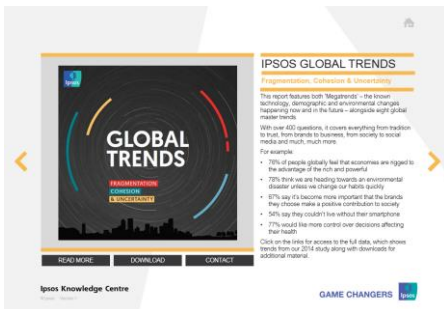 Ipsos
GLOBAL
TRENDS
FRAGMENTATION
COHESION
& UNCERTAINTY
READ MORE
DOWNLOAD
CONTACT
IPSOS GLOBAL TRENDS
Fragmentation, Cohesion & Uncertainty
This report features both 'Megatrends' – the known
technology, demographic and environmental changes
happening now and in the future – alongside eight global
master trends.
With over 400 questions, it covers everything from tradition
to trust, from brands to business, from society to social
media and much, much more.
For example:
• 76% of people globally feel that economies are rigged to
the advantage of the rich and powerful
• 78% think we are heading towards an environmental
disaster unless we change our habits quickly
• 67% say it's become more important that the brands
they choose make a positive contribution to society
• 54% say they couldn't live without their smartphone
• 77% would like more control over decisions affecting
their health
Click on the links for access to the full data, which shows
trends from our 2014 study along with downloads for
additional material.
Ipsos Knowledge Centre
GAME CHANGERS
Ipsos